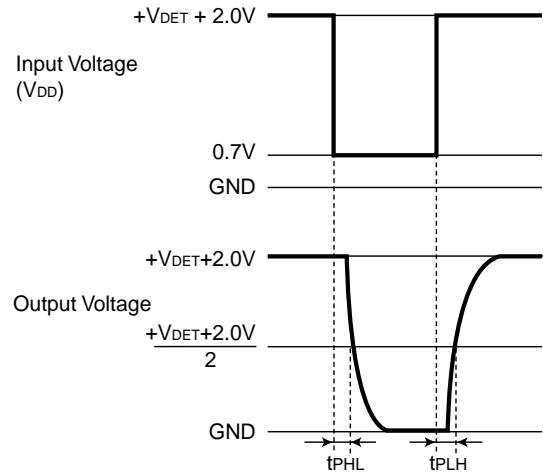 +VDET + 2.0V
Input Voltage
(VDD)
0.7V
GND
+VDET+2.0V
Output Voltage
+VDET+2.0V
2
GND
tPHL
tPLH